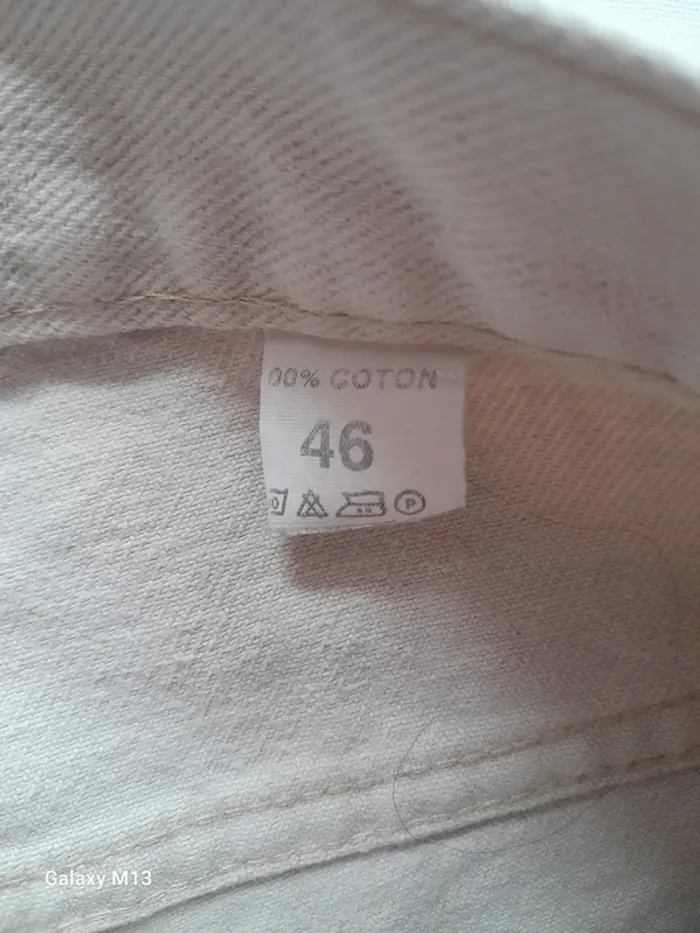 00% COTON
46
P
Galaxy M13